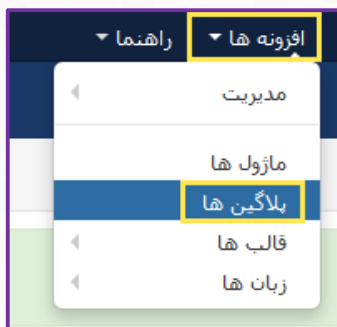 افزونه ها راهنما
مدیریت
ماژول ها
پلاگین ها
قالب ها
زبان ها